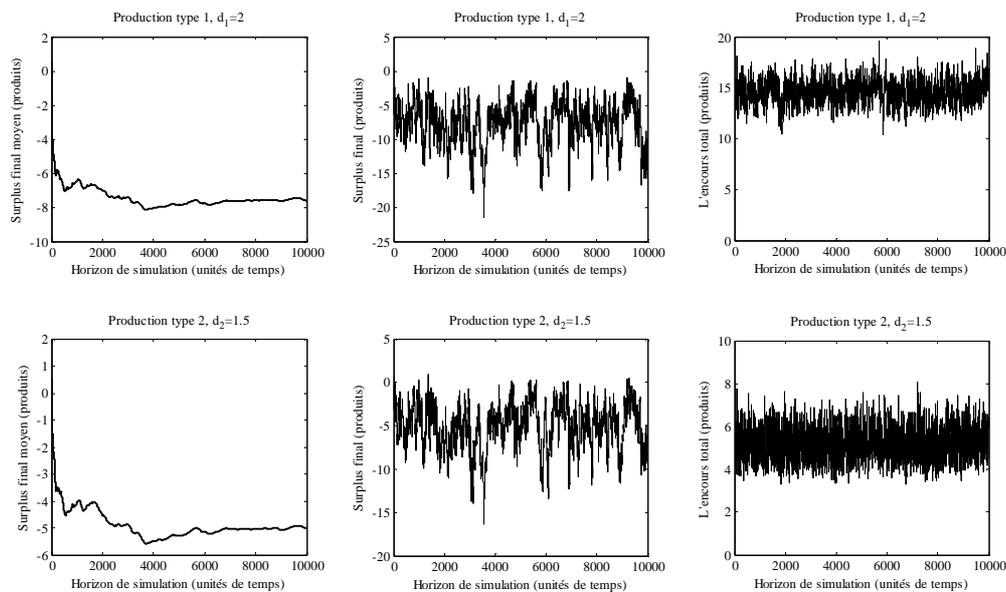 Production type 1, d1=2
2
0
-2
-4
-6
-8
-10
Surplus final moyen (produits)
0 2000 4000 6000 8000 10000
Horizon de simulation (unités de temps)
Production type 1, d1=2
5
0
-5
-10
-15
-20
-25
Surplus final (produits)
0 2000 4000 6000 8000 10000
Horizon de simulation (unités de temps)
Production type 1, d1=2
20
15
10
5
0
L'encours total (produits)
0 2000 4000 6000 8000 10000
Horizon de simulation (unités de temps)
Production type 2, d2=1.5
2
1
0
-1
-2
-3
-4
-5
-6
Surplus final moyen (produits)
0 2000 4000 6000 8000 10000
Horizon de simulation (unités de temps)
Production type 2, d2=1.5
5
0
-5
-10
-15
-20
Surplus final (produits)
0 2000 4000 6000 8000 10000
Horizon de simulation (unités de temps)
Production type 2, d2=1.5
10
8
6
4
2
0
L'encours total (produits)
0 2000 4000 6000 8000 10000
Horizon de simulation (unités de temps)